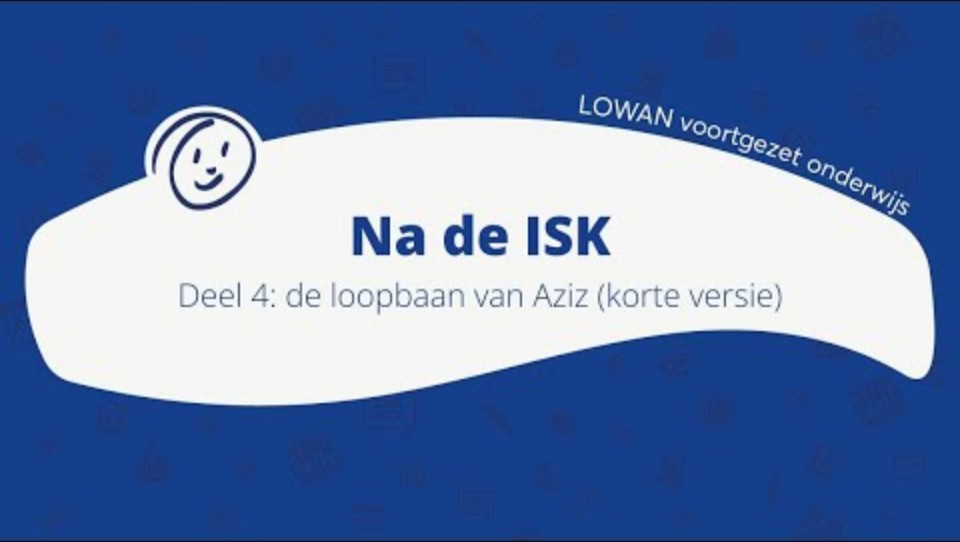 LOWAN voortgezet onderwijs
Na de ISK
Deel 4: de loopbaan van Aziz (korte versie)